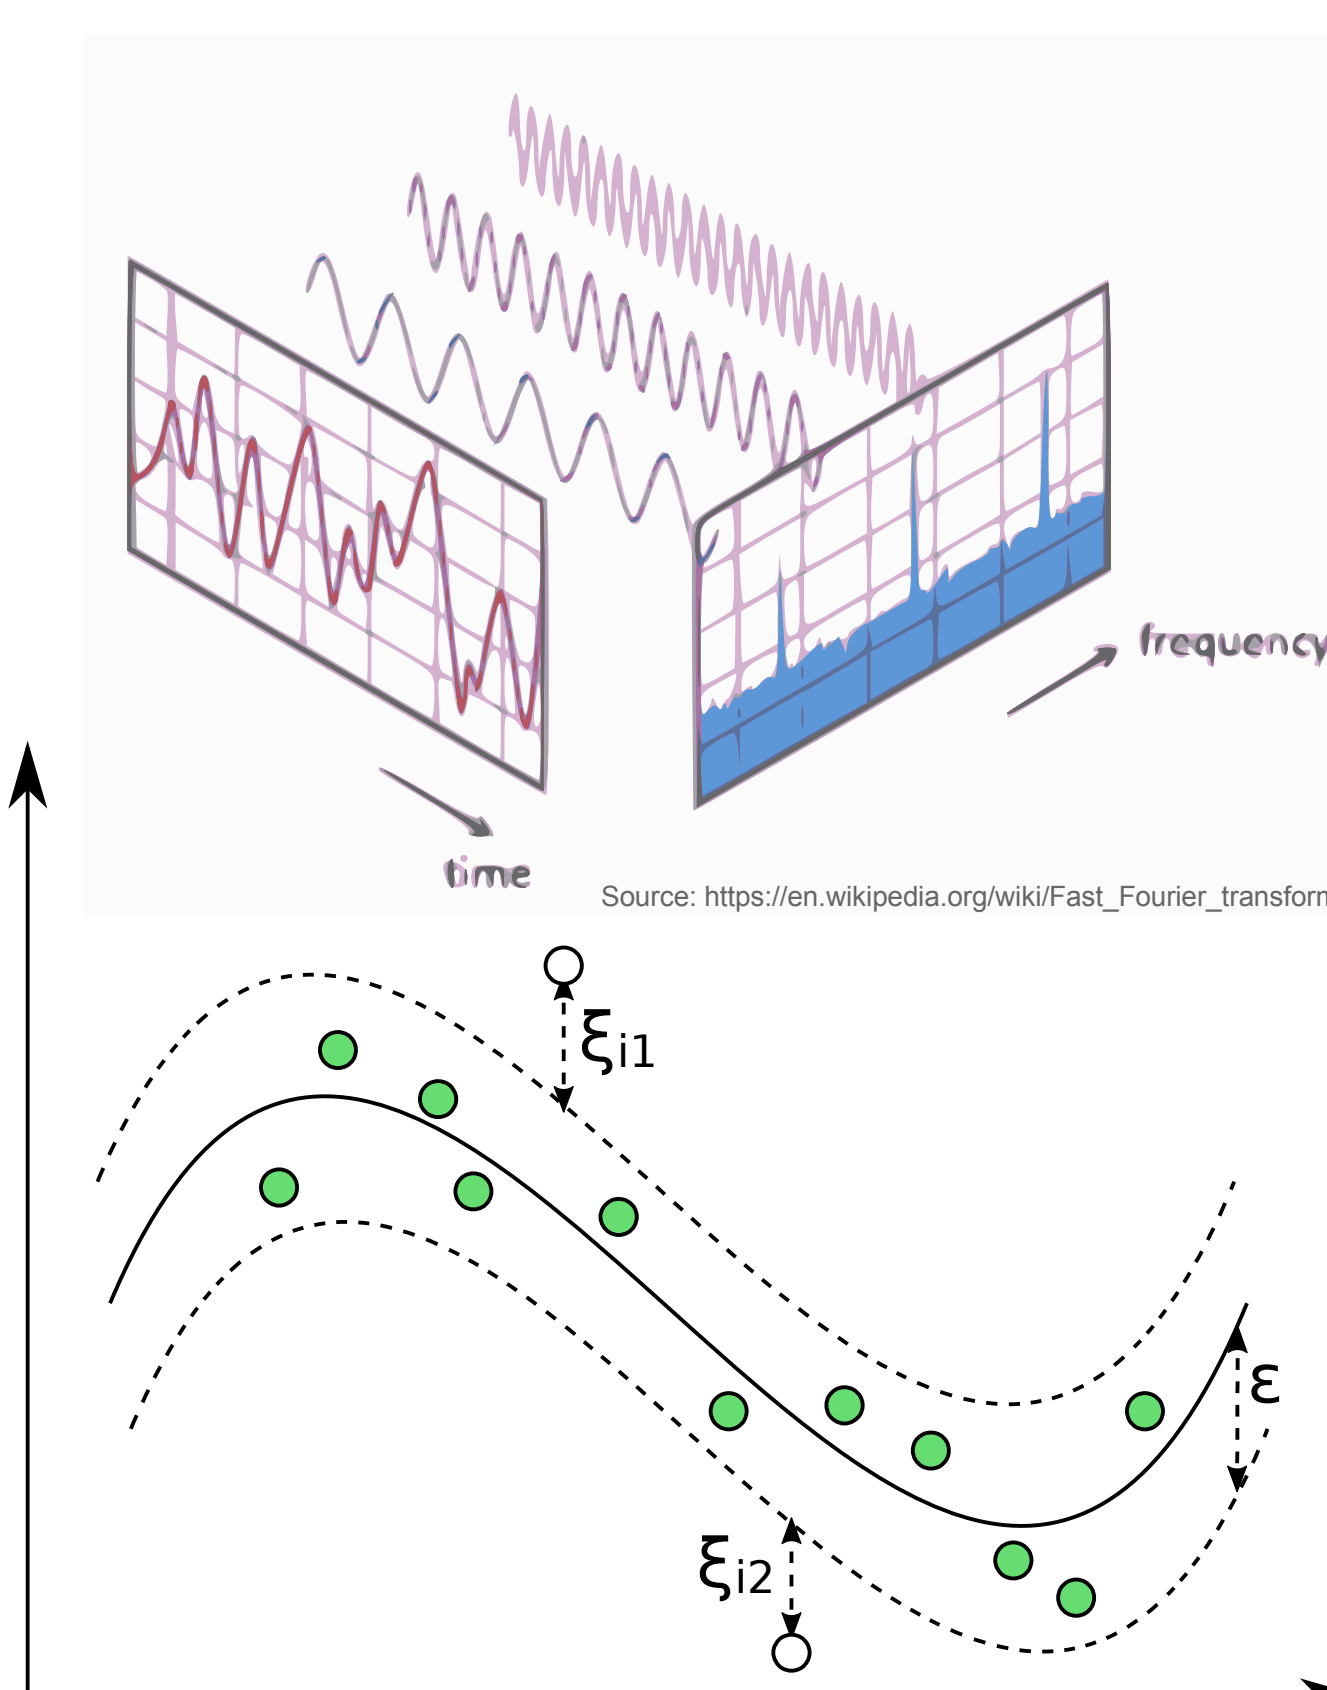 frequency
time
Source: https://en.wikipedia.org/wiki/Fast_Fourier_transform
ξi1
ε
ξi2